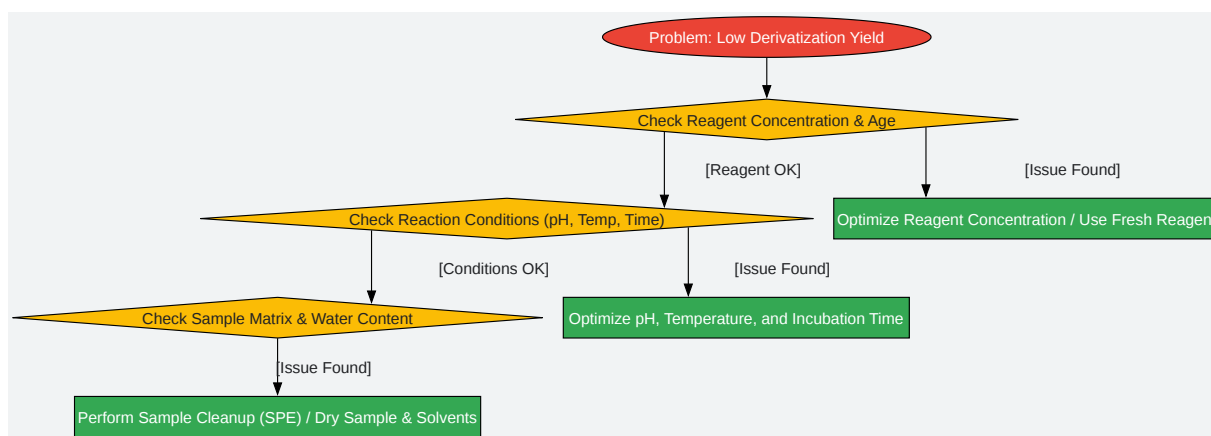 Problem: Low Derivatization Yield
Check Reagent Concentration & Age
[Reagent OK]
[Issue Found]
Check Reaction Conditions (pH, Temp, Time)
Optimize Reagent Concentration / Use Fresh Reagen
[Conditions OK]
[Issue Found]
Check Sample Matrix & Water Content
Optimize pH, Temperature, and Incubation Time
[Issue Found]
Perform Sample Cleanup (SPE) / Dry Sample & Solvents